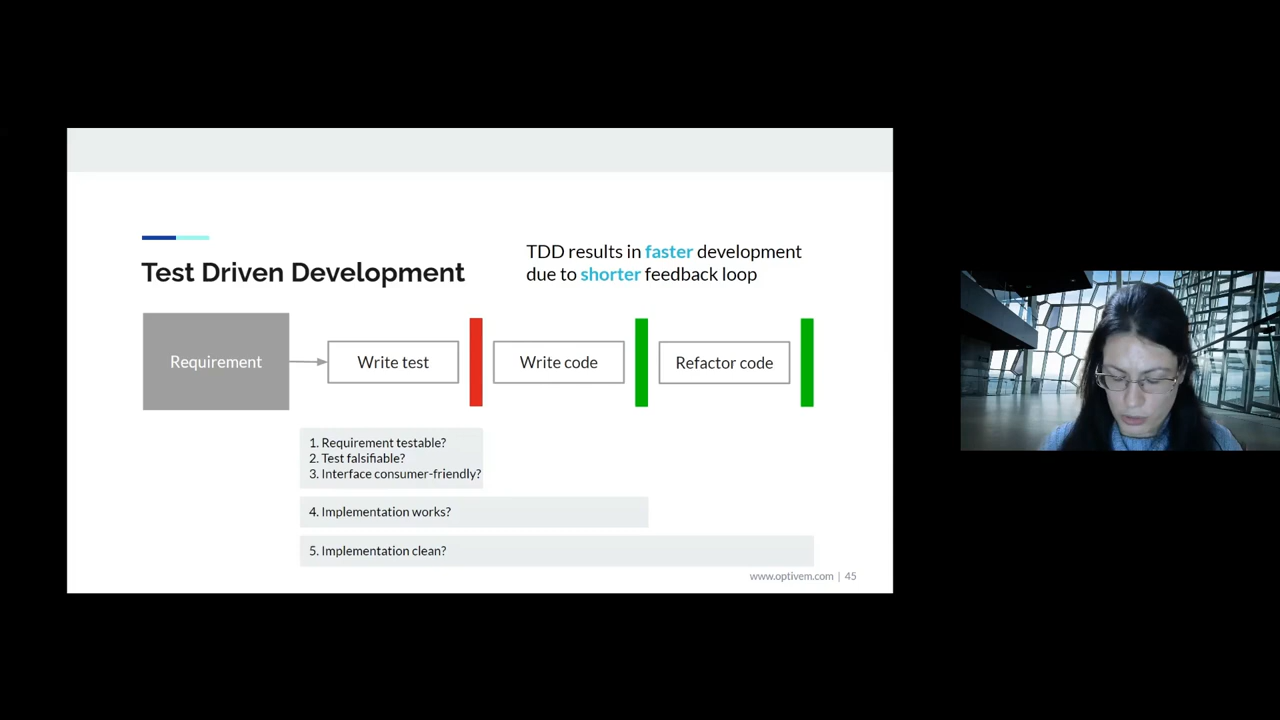 Test Driven Development
TDD results in faster development
due to shorter feedback loop
Requirement
Write test
Write code
Refactor code
1. Requirement testable?
2. Test falsifiable?
3. Interface consumer-friendly?
4. Implementation works?
5. Implementation clean?
www.optivem.com | 45